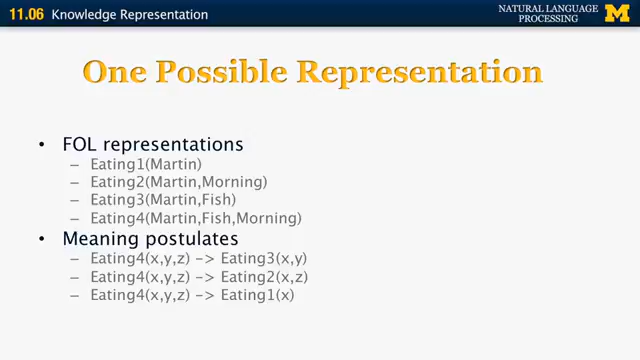 11.06 Knowledge Representation
NATURAL LANGUAGE
PROCESSING
M
One Possible Representation
• FOL representations
– Eating1(Martin)
– Eating2(Martin,Morning)
– Eating3(Martin,Fish)
– Eating4(Martin,Fish,Morning)
• Meaning postulates
– Eating4(x,y,z) –> Eating3(x,y)
– Eating4(x,y,z) –> Eating2(x,z)
– Eating4(x,y,z) –> Eating1(x)